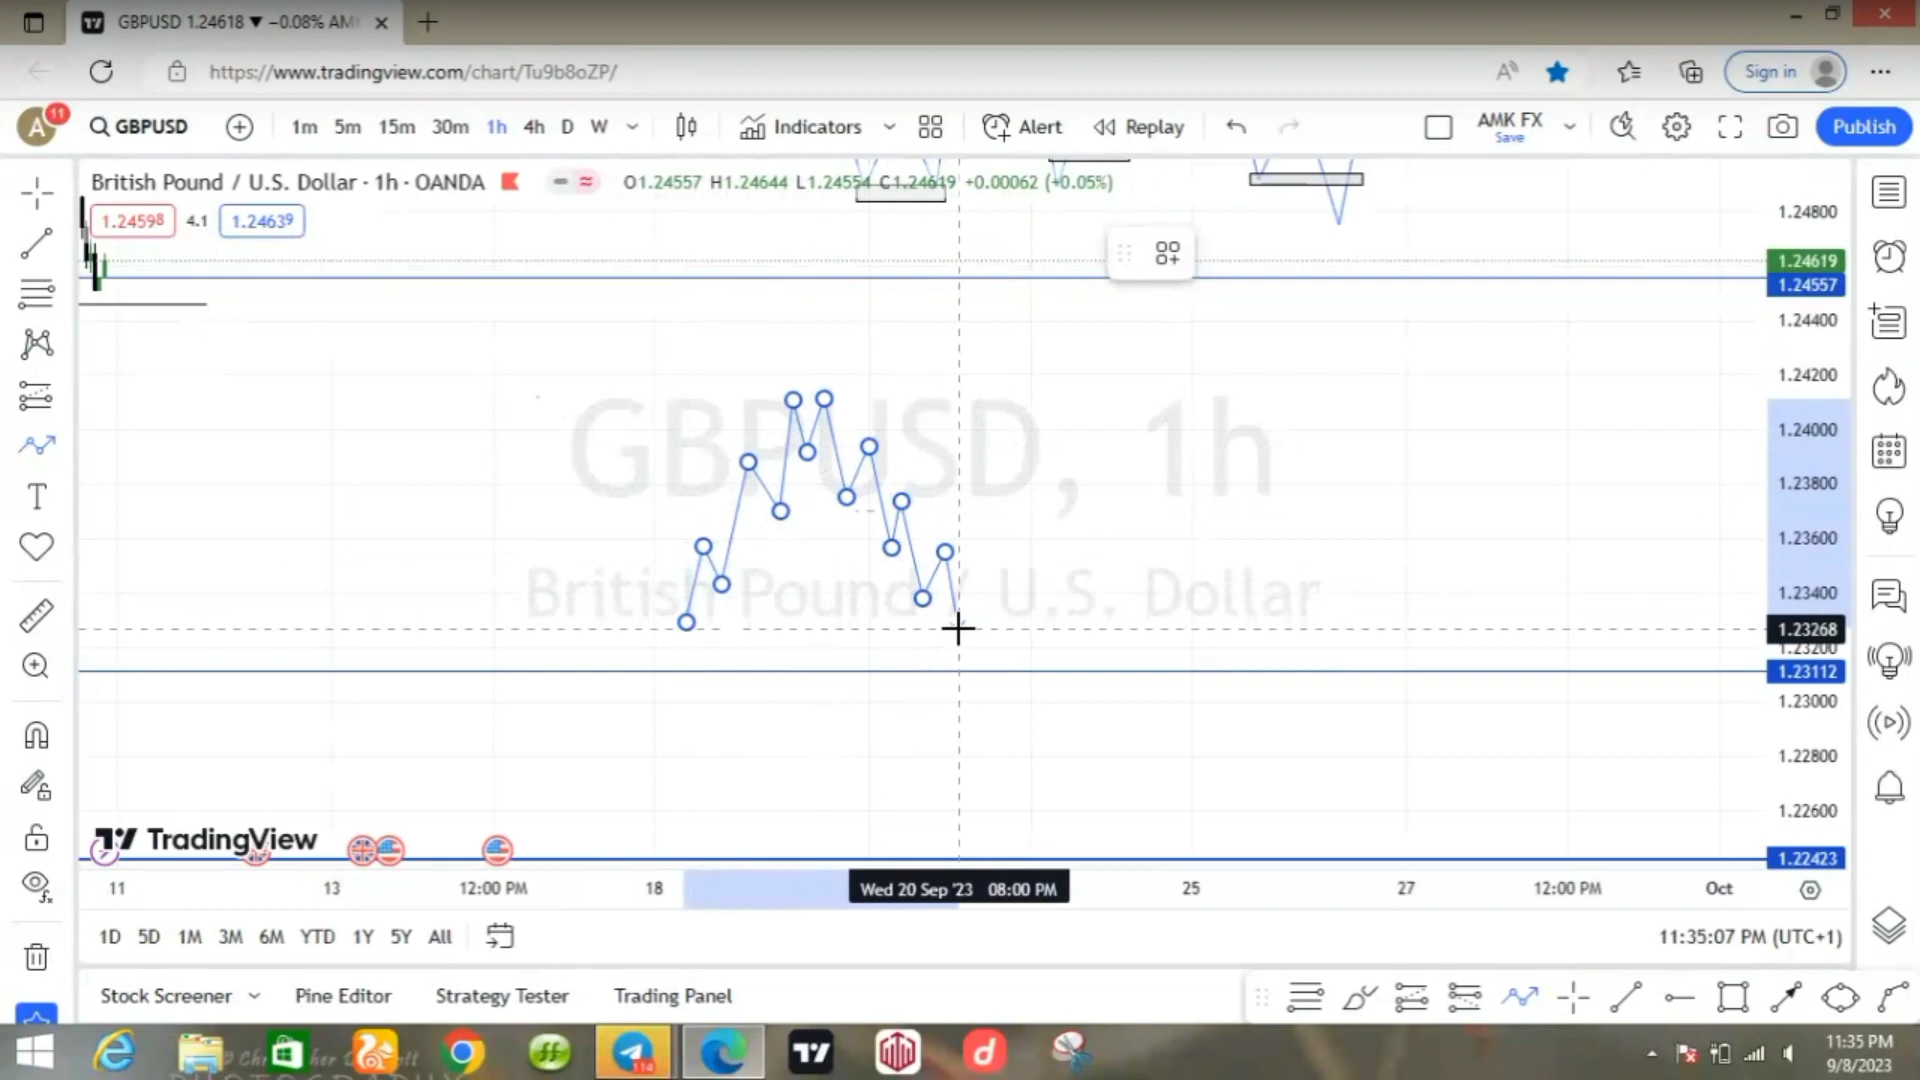 GBPUSD 1.24618 ▼ −0.08% AM
https://www.tradingview.com/chart/Tu9b8oZP/
Sign in
A
11
GBPUSD
1m 5m 15m 30m 1h 4h D W
Indicators
Alert
Replay
AMK FX
Save
Publish
British Pound / U.S. Dollar · 1h · OANDA
O1.24557 H1.24644 L1.24554 C1.24619 +0.00062 (+0.05%)
1.24598 4.1 1.24639
1.24800
1.24619
1.24557
1.24400
1.24200
GBPUSD, 1h
1.24000
1.23800
1.23600
British Pound / U.S. Dollar
1.23400
1.23268
1.23200
1.23112
1.23000
1.22800
1.22600
TradingView
1.22423
11 13 12:00 PM 18 Wed 20 Sep '23 08:00 PM 25 27 12:00 PM Oct
1D 5D 1M 3M 6M YTD 1Y 5Y All
11:35:07 PM (UTC+1)
Stock Screener Pine Editor Strategy Tester Trading Panel
114
11:35 PM
9/8/2023